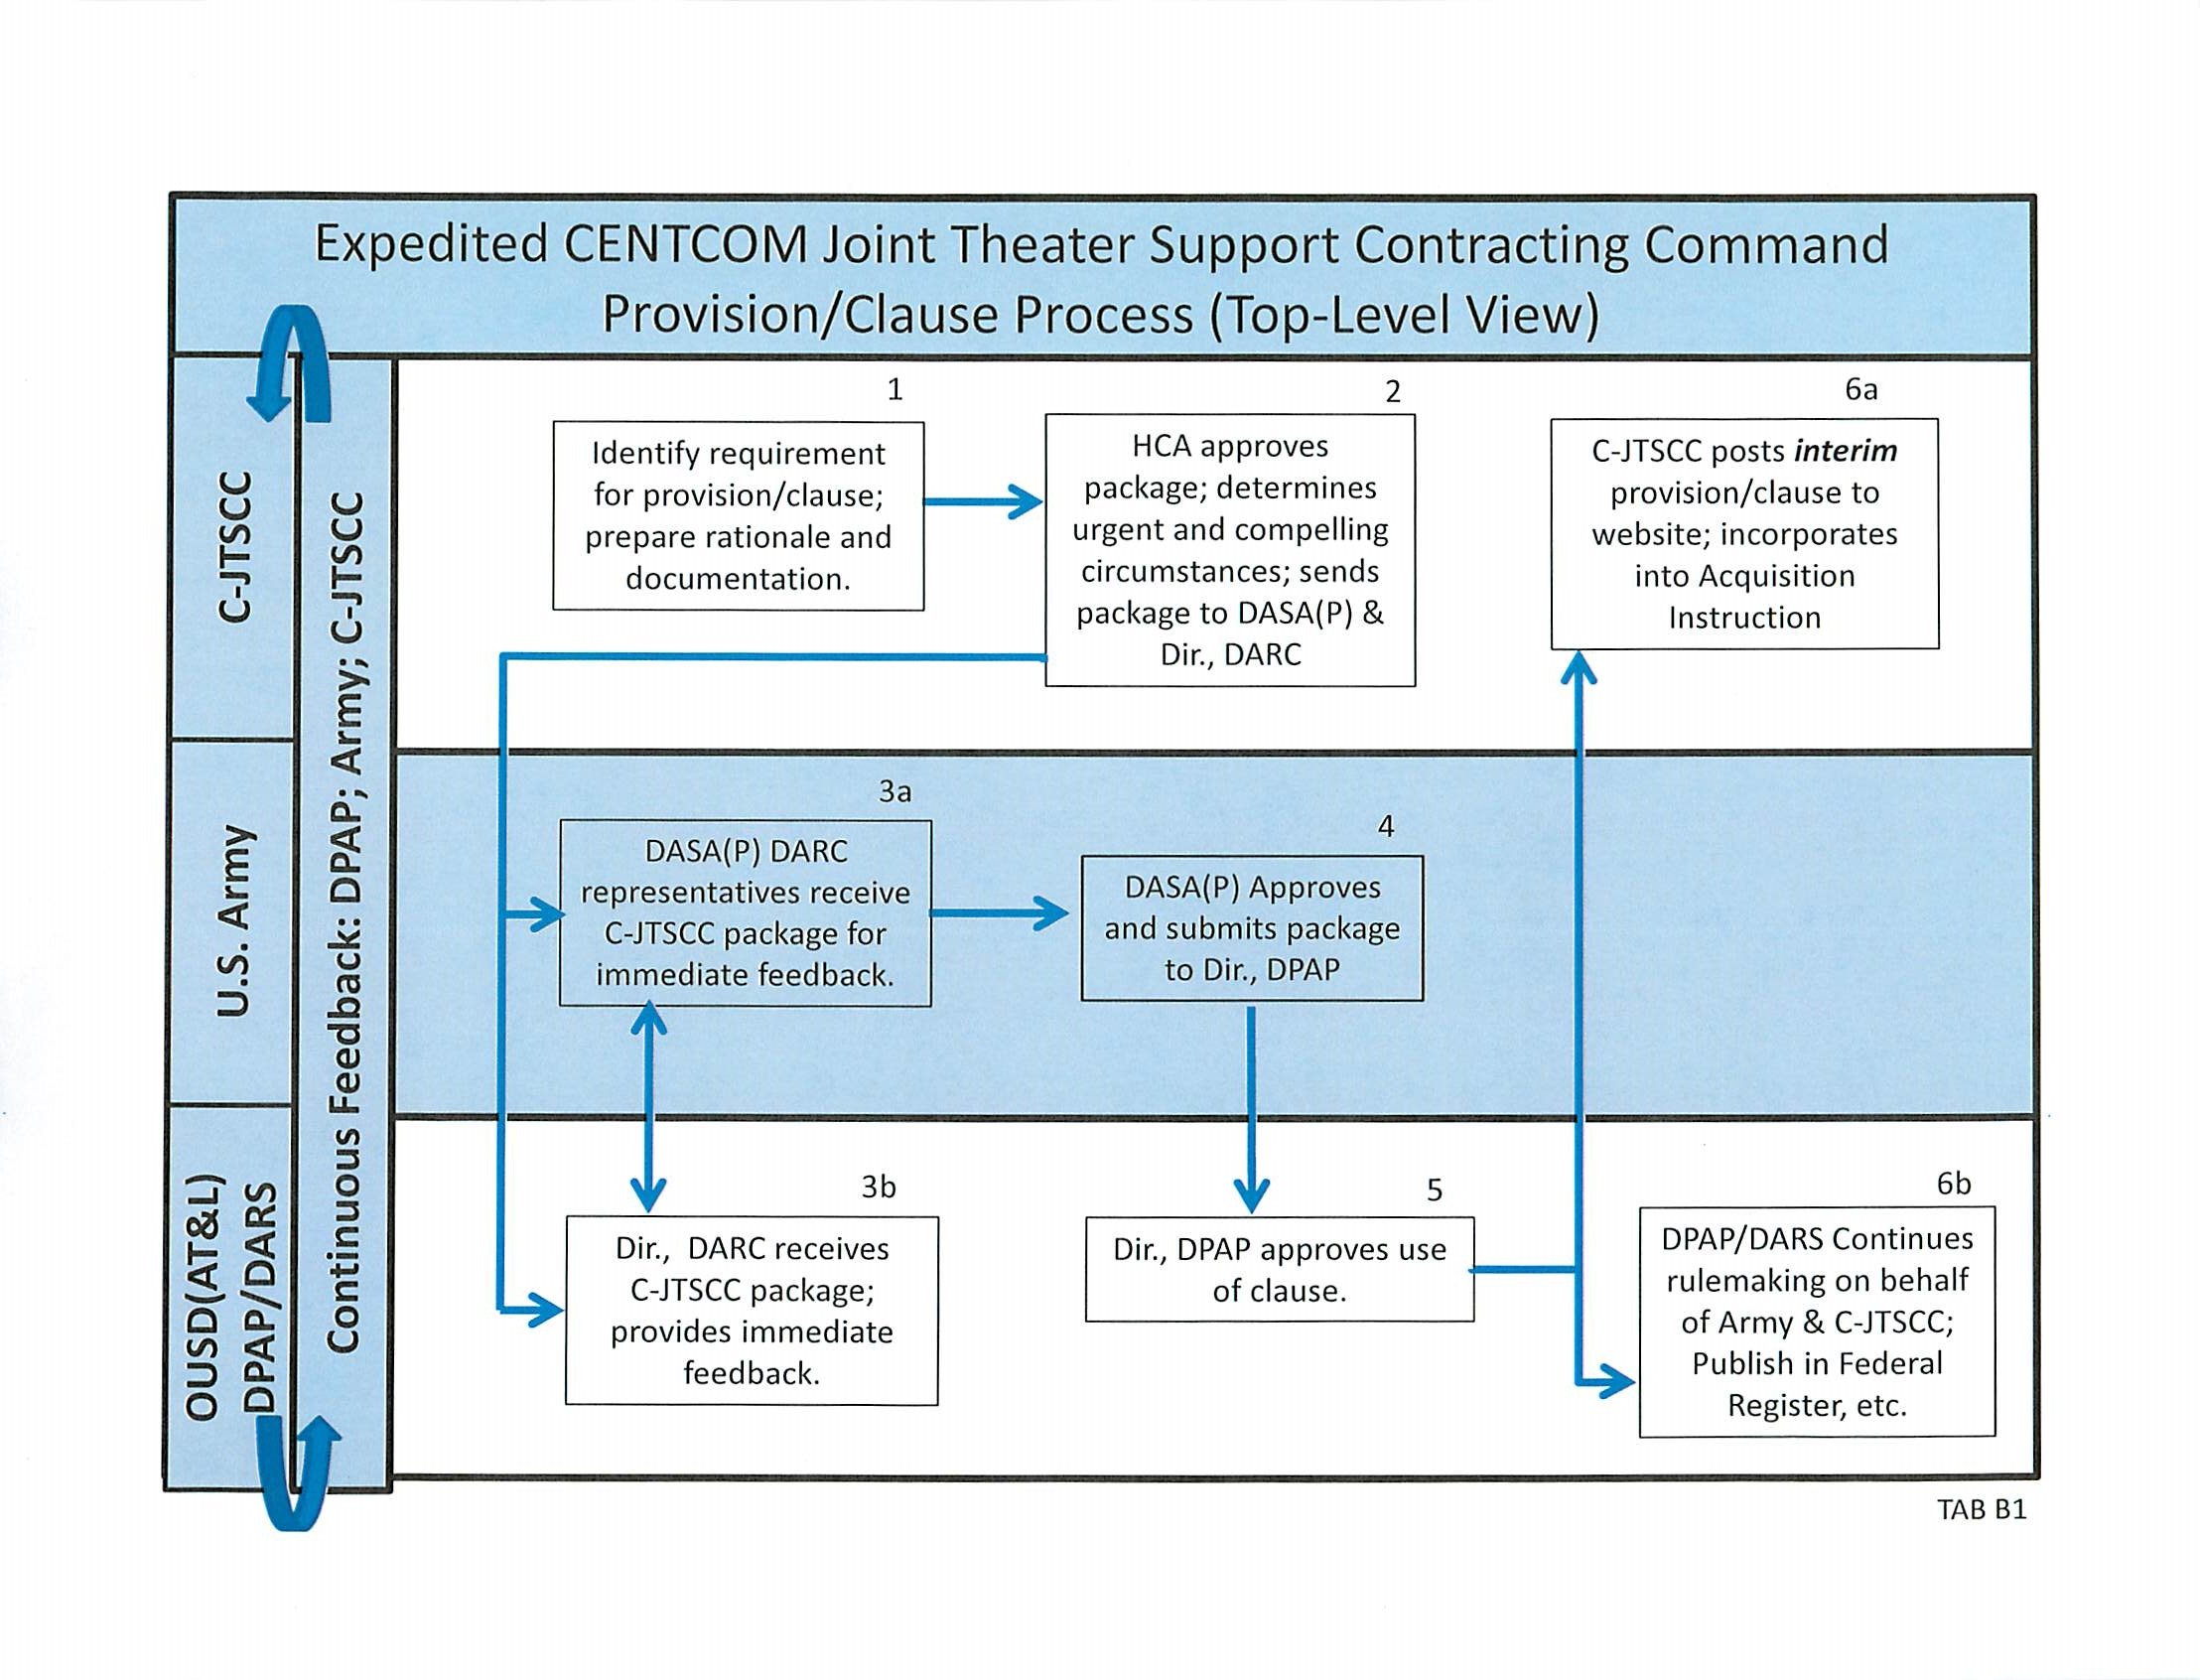 Expedited CENTCOM Joint Theater Support Contracting Command
Provision/Clause Process (Top-Level View)
C-JTSCC
U.S. Army
OUSD(AT&L)
DPAP/DARS
Continuous Feedback: DPAP; Army; C-JTSCC
1
Identify requirement
for provision/clause;
prepare rationale and
documentation.
2
HCA approves
package; determines
urgent and compelling
circumstances; sends
package to DASA(P) &
Dir., DARC
6a
C-JTSCC posts interim
provision/clause to
website; incorporates
into Acquisition
Instruction
3a
DASA(P) DARC
representatives receive
C-JTSCC package for
immediate feedback.
4
DASA(P) Approves
and submits package
to Dir., DPAP
3b
Dir., DARC receives
C-JTSCC package;
provides immediate
feedback.
5
Dir., DPAP approves use
of clause.
6b
DPAP/DARS Continues
rulemaking on behalf
of Army & C-JTSCC;
Publish in Federal
Register, etc.
TAB B1